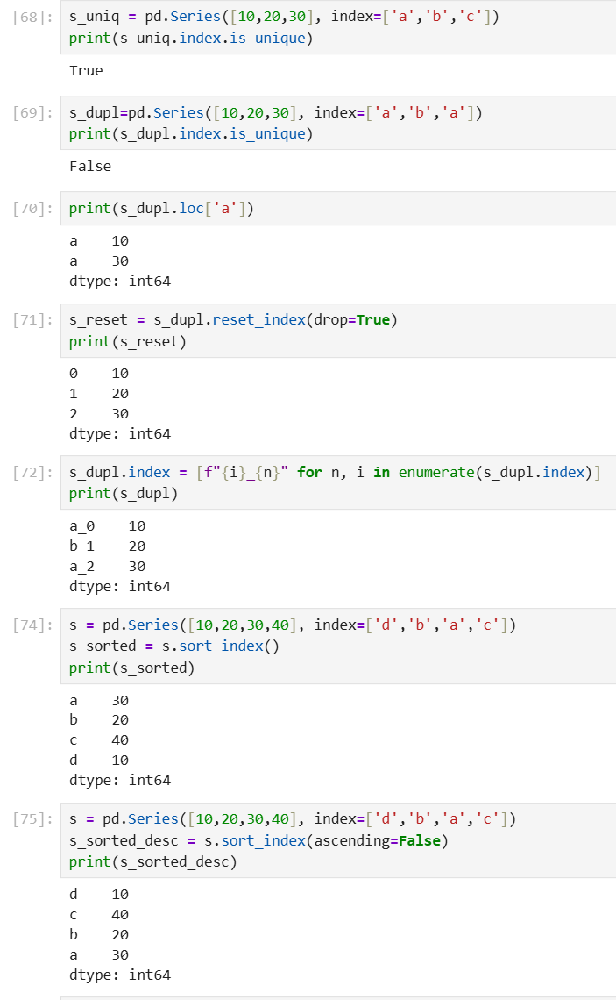 [68]: s_uniq = pd.Series([10,20,30], index=['a','b','c'])
print(s_uniq.index.is_unique)
True
[69]: s_dupl=pd.Series([10,20,30], index=['a','b','a'])
print(s_dupl.index.is_unique)
False
[70]: print(s_dupl.loc['a'])
a    10
a    30
dtype: int64
[71]: s_reset = s_dupl.reset_index(drop=True)
print(s_reset)
0    10
1    20
2    30
dtype: int64
[72]: s_dupl.index = [f"{i}_{n}" for n, i in enumerate(s_dupl.index)]
print(s_dupl)
a_0    10
b_1    20
a_2    30
dtype: int64
[74]: s = pd.Series([10,20,30,40], index=['d','b','a','c'])
s_sorted = s.sort_index()
print(s_sorted)
a    30
b    20
c    40
d    10
dtype: int64
[75]: s = pd.Series([10,20,30,40], index=['d','b','a','c'])
s_sorted_desc = s.sort_index(ascending=False)
print(s_sorted_desc)
d    10
c    40
b    20
a    30
dtype: int64